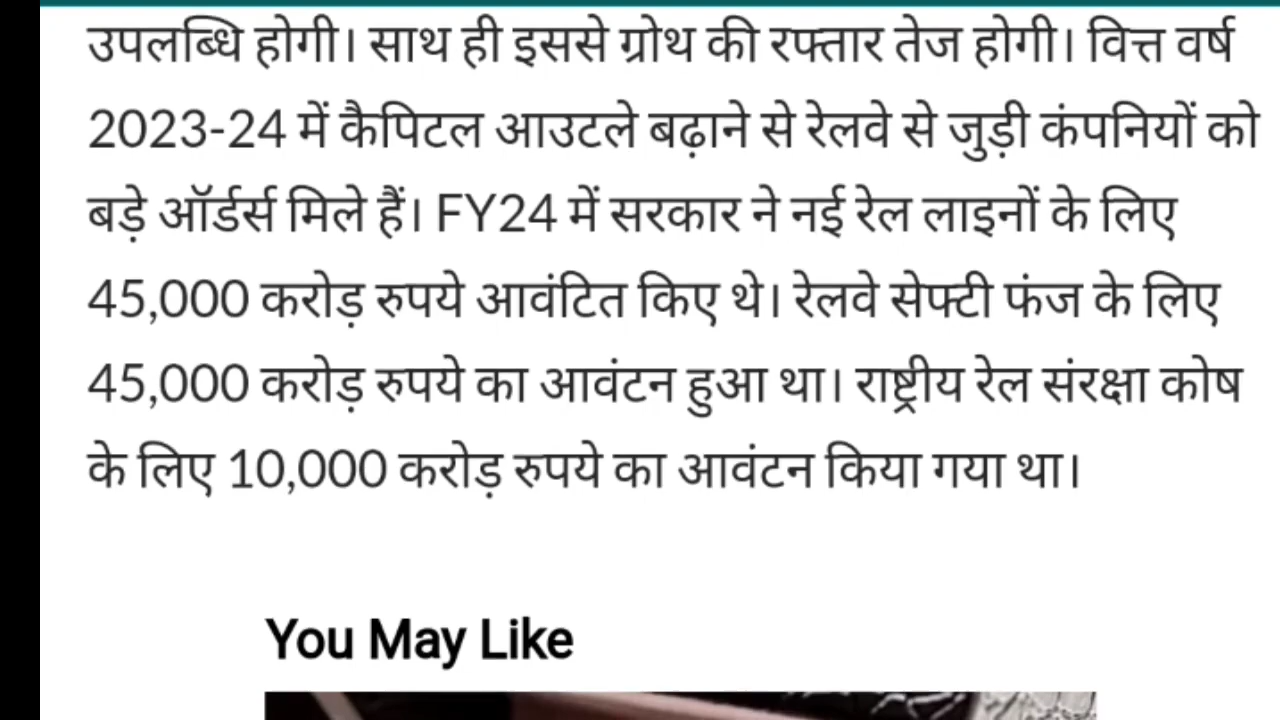 उपलब्धि होगी। साथ ही इससे ग्रोथ की रफ्तार तेज होगी। वित्त वर्ष
2023-24 में कैपिटल आउटले बढ़ाने से रेलवे से जुड़ी कंपनियों को
बड़े ऑर्डर्स मिले हैं। FY24 में सरकार ने नई रेल लाइनों के लिए
45,000 करोड़ रुपये आवंटित किए थे। रेलवे सेफ्टी फंज के लिए
45,000 करोड़ रुपये का आवंटन हुआ था। राष्ट्रीय रेल संरक्षा कोष
के लिए 10,000 करोड़ रुपये का आवंटन किया गया था।
You May Like